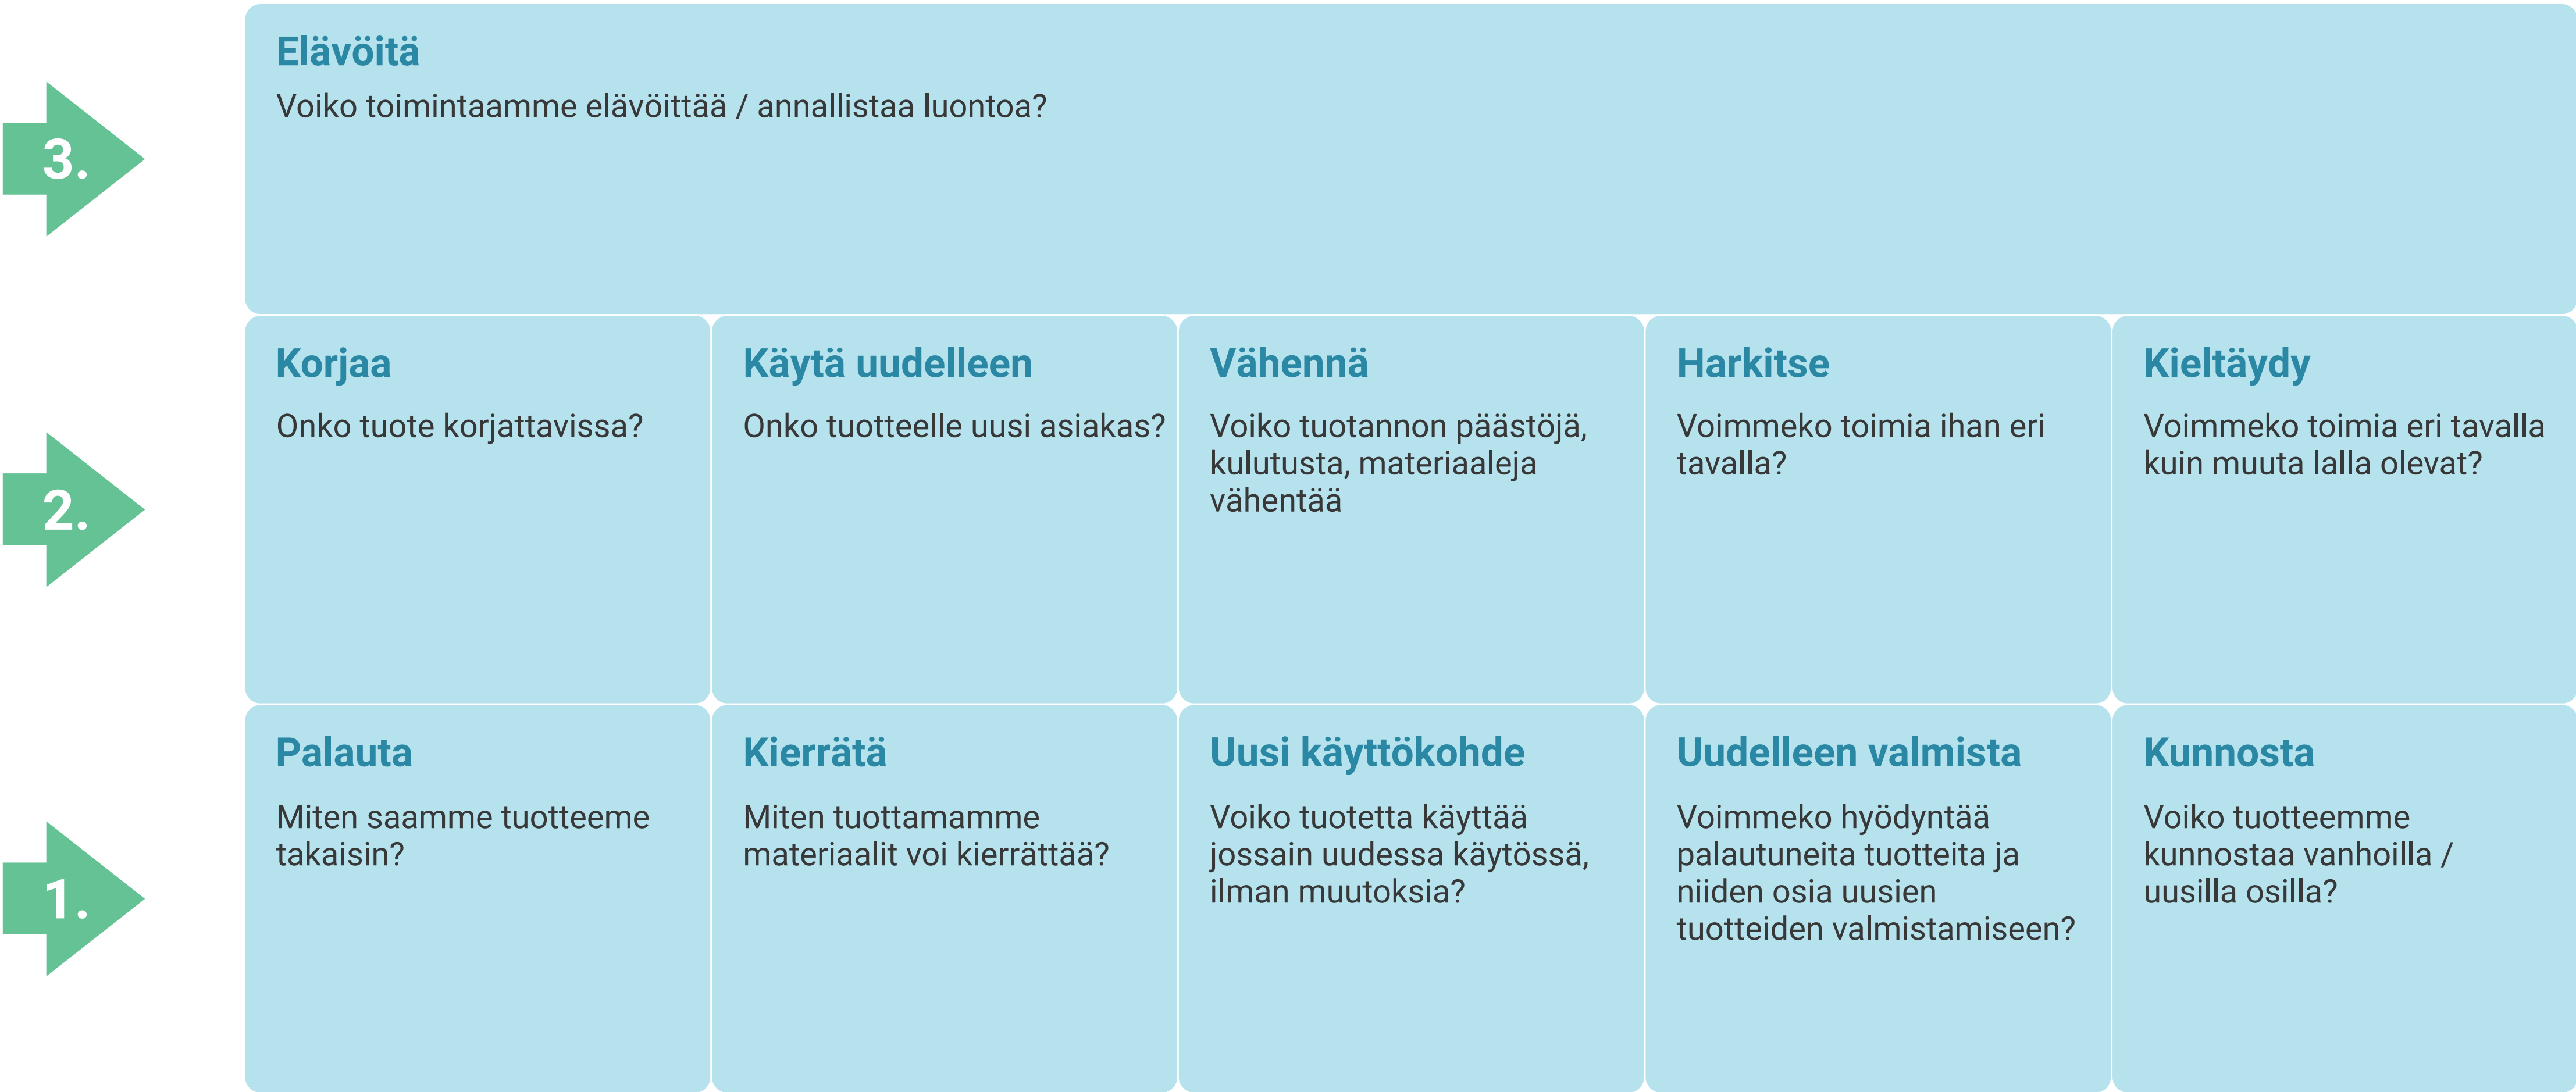 3.
Elävöitä
Voiko toimintaamme elävöittää / annallistaa luontoa?
2.
Korjaa
Onko tuote korjattavissa?
Käytä uudelleen
Onko tuotteelle uusi asiakas?
Vähennä
Voiko tuotannon päästöjä,
kulutusta, materiaaleja
vähentää
Harkitse
Voimmeko toimia ihan eri
tavalla?
Kieltäydy
Voimmeko toimia eri tavalla
kuin muuta lalla olevat?
1.
Palauta
Miten saamme tuotteeme
takaisin?
Kierrätä
Miten tuottamamme
materiaalit voi kierrättää?
Uusi käyttökohde
Voiko tuotetta käyttää
jossain uudessa käytössä,
ilman muutoksia?
Uudelleen valmista
Voimmeko hyödyntää
palautuneita tuotteita ja
niiden osia uusien
tuotteiden valmistamiseen?
Kunnosta
Voiko tuotteemme
kunnostaa vanhoilla /
uusilla osilla?